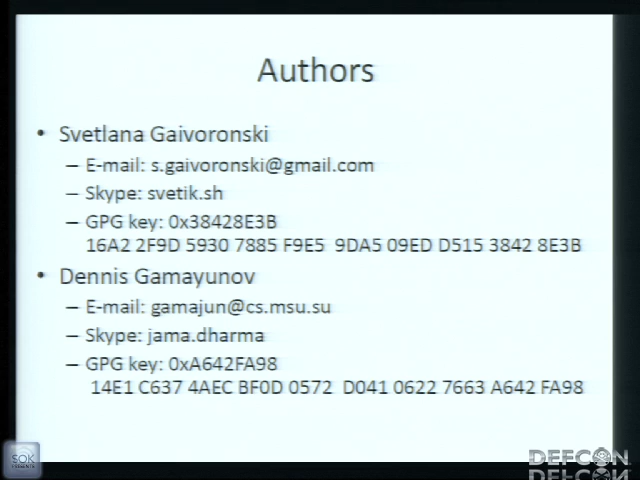 Authors
• Svetlana Gaivoronski
– E-mail: s.gaivoronski@gmail.com
– Skype: svetik.sh
– GPG key: 0x38428E3B
16A2 2F9D 5930 7885 F9E5 9DA5 09ED D515 3842 8E3B
• Dennis Gamayunov
– E-mail: gamajun@cs.msu.su
– Skype: jama.dharma
– GPG key: 0xA642FA98
14E1 C637 4AEC BF0D 0572 D041 0622 7663 A642 FA98
SOK
DEFCON
DEFCON